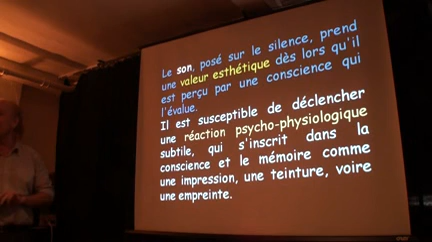 Le son, posé sur le silence, prend
une valeur esthétique dès lors qu'il
est perçu par une conscience qui
l'évalue.
Il est susceptible de déclencher
une réaction psycho-physiologique
subtile, qui s'inscrit dans la
conscience et le mémoire comme
une impression, une teinture, voire
une empreinte.